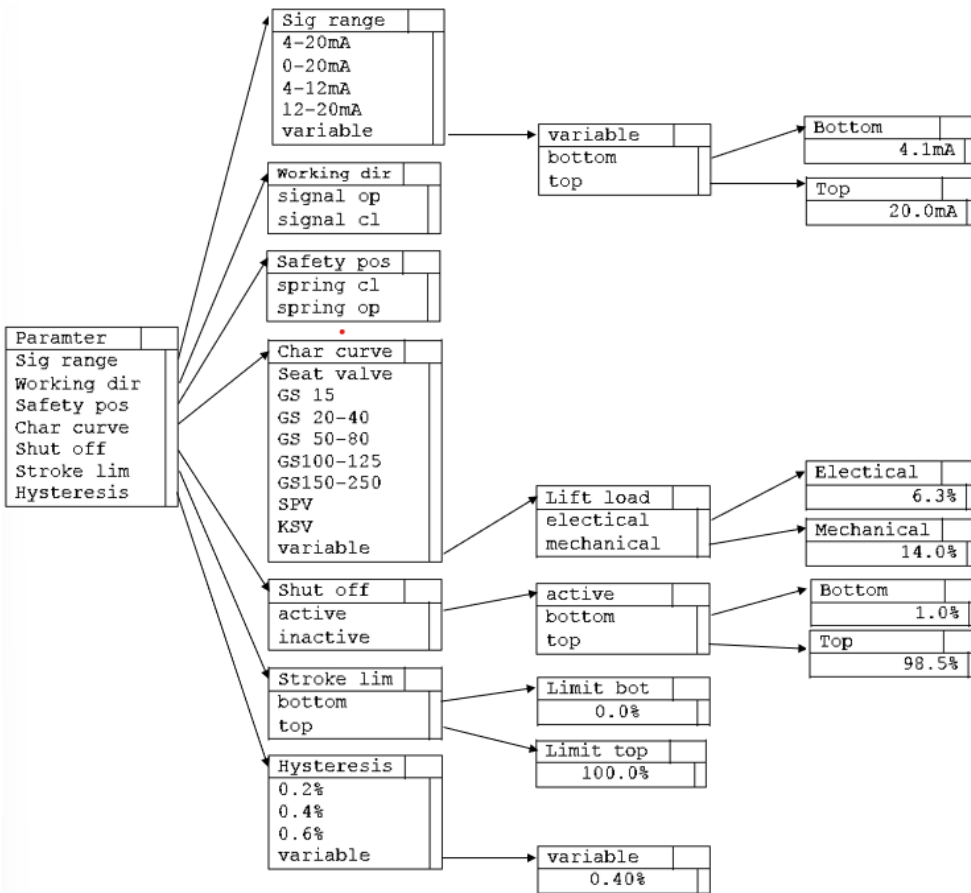 Paramter
Sig range
Working dir
Safety pos
Char curve
Shut off
Stroke lim
Hysteresis
Sig range
4-20mA
0-20mA
4-12mA
12-20mA
variable
variable
bottom
top
Bottom
4.1mA
Top
20.0mA
Working dir
signal op
signal cl
Safety pos
spring cl
spring op
Char curve
Seat valve
GS 15
GS 20-40
GS 50-80
GS100-125
GS150-250
SPV
KSV
variable
Lift load
electical
mechanical
Electical
6.3%
Mechanical
14.0%
Shut off
active
inactive
active
bottom
top
Bottom
1.0%
Top
98.5%
Stroke lim
bottom
top
Limit bot
0.0%
Limit top
100.0%
Hysteresis
0.2%
0.4%
0.6%
variable
variable
0.40%